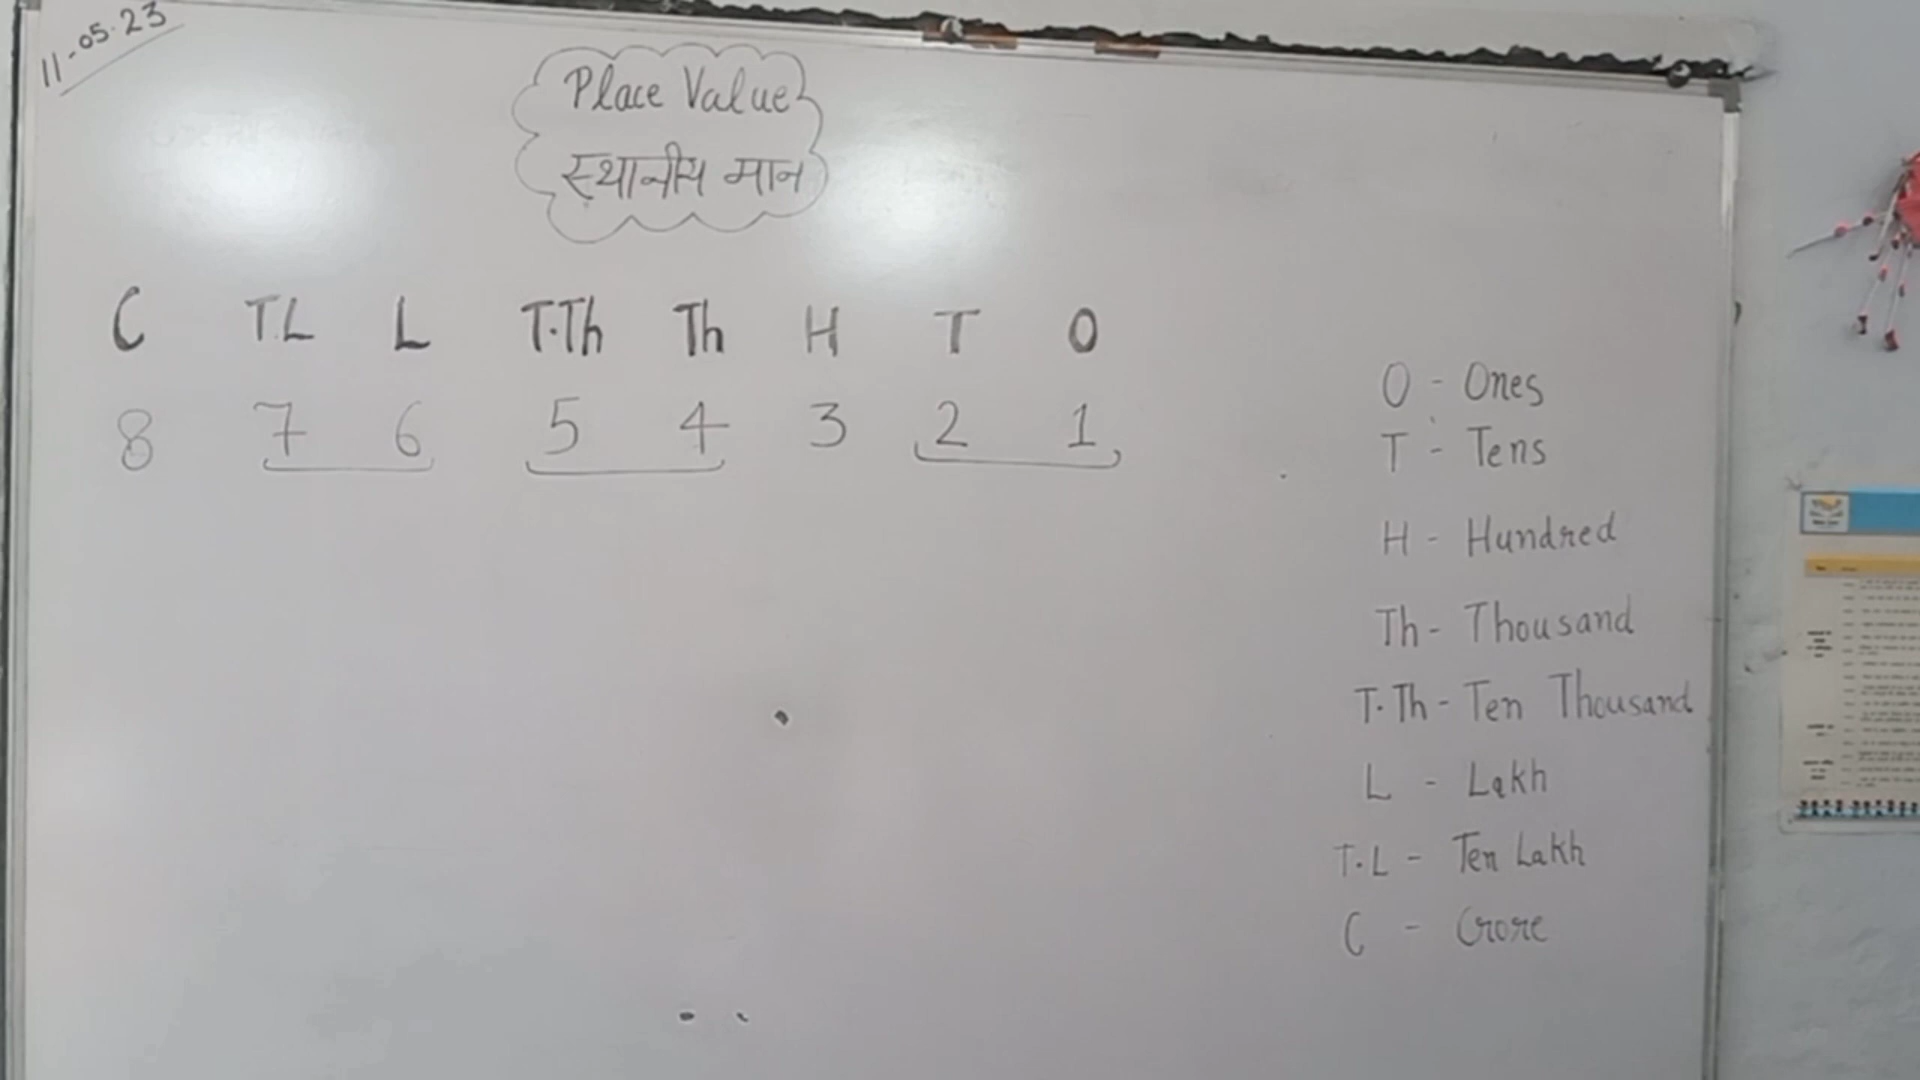 11-05-23
Place Value
स्थानीय मान
C T.L L T.Th Th H T O
8 7 6 5 4 3 2 1
O - Ones
T - Tens
H - Hundred
Th - Thousand
T.Th - Ten Thousand
L - Lakh
T.L - Ten Lakh
C - Crore